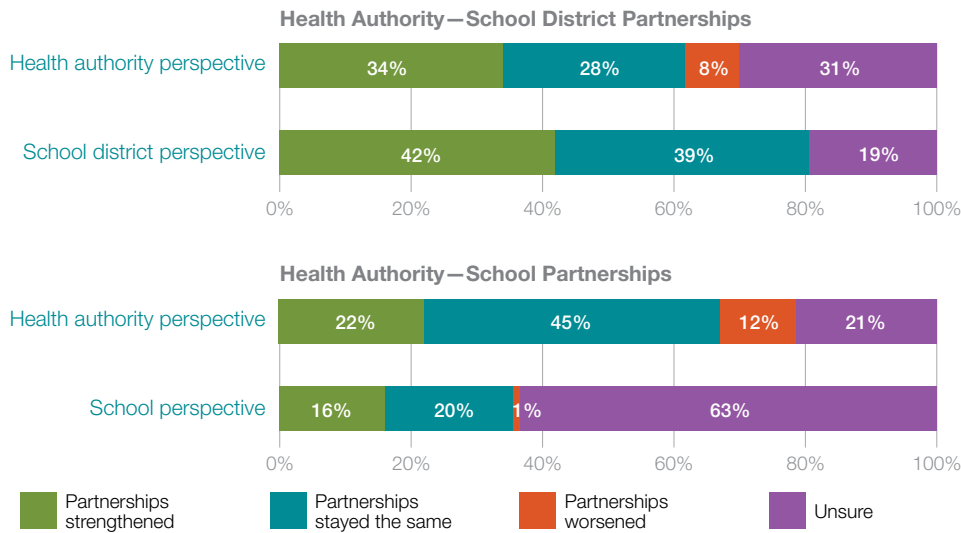 Health Authority—School District Partnerships
Health authority perspective
34% 28% 8% 31%
School district perspective
42% 39% 19%
0% 20% 40% 60% 80% 100%
Health Authority—School Partnerships
Health authority perspective
22% 45% 12% 21%
School perspective
16% 20% 1% 63%
0% 20% 40% 60% 80% 100%
Partnerships
strengthened
Partnerships
stayed the same
Partnerships
worsened
Unsure